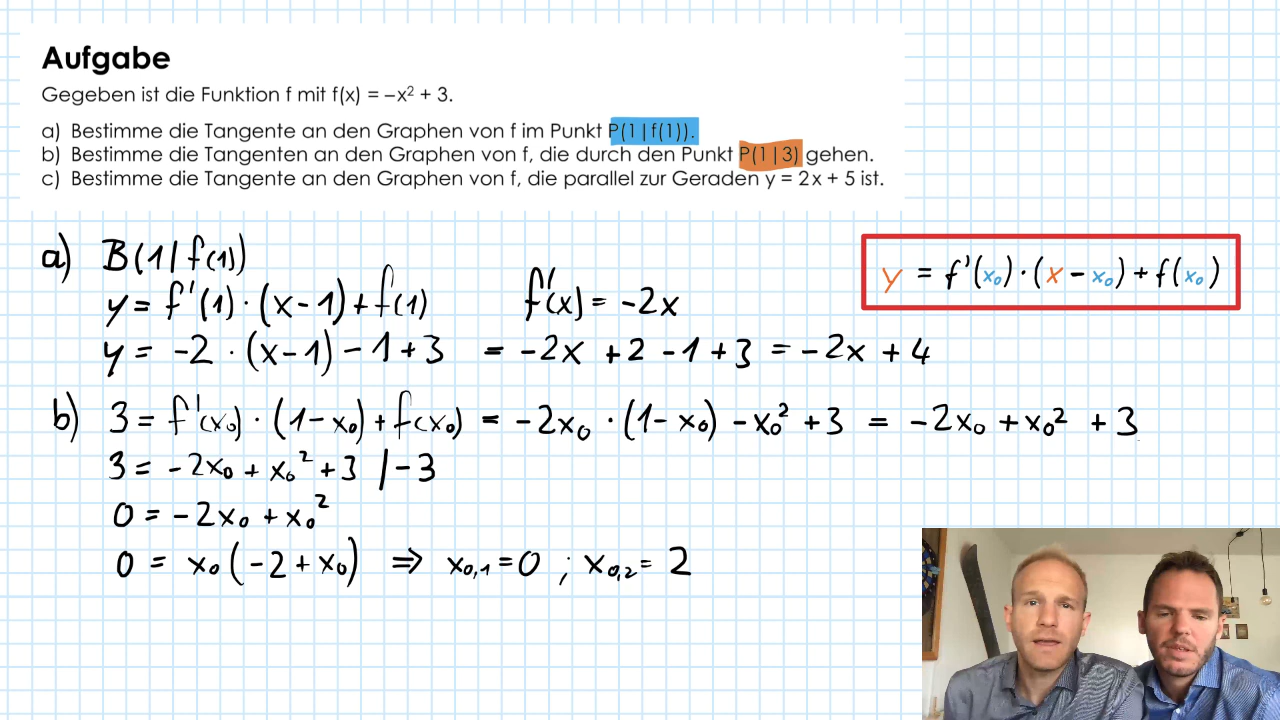 Aufgabe
Gegeben ist die Funktion f mit f(x) = −x² + 3.
a) Bestimme die Tangente an den Graphen von f im Punkt P(1|f(1)).
b) Bestimme die Tangenten an den Graphen von f, die durch den Punkt P(1|3) gehen.
c) Bestimme die Tangente an den Graphen von f, die parallel zur Geraden y = 2x + 5 ist.
a) B(1|f(1))
y = f'(x₀)·(x − x₀) + f(x₀)
y = f'(1)·(x−1) + f(1) f'(x) = −2x
y = −2·(x−1) −1+3 = −2x +2 −1+3 = −2x +4
b) 3 = f'(x₀)·(1−x₀) + f(x₀) = −2x₀·(1−x₀) −x₀² +3 = −2x₀ +x₀² +3
3 = −2x₀ + x₀² +3 |−3
0 = −2x₀ + x₀²
0 = x₀(−2+x₀) ⇒ x₀,₁ = 0 ; x₀,₂ = 2